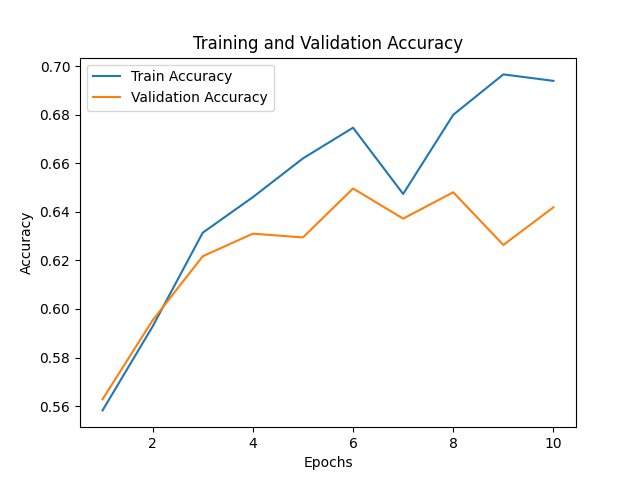 Training and Validation Accuracy
Train Accuracy
Validation Accuracy
0.70
0.68
0.66
0.64
0.62
0.60
0.58
0.56
Accuracy
2 4 6 8 10
Epochs